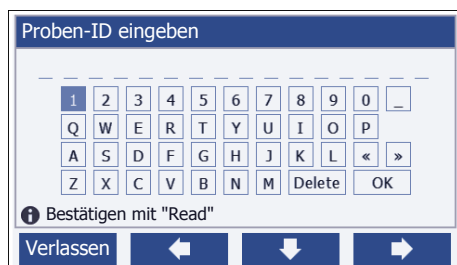 Proben-ID eingeben
_ _ _ _ _ _ _ _ _ _ _ _ _ _ _ _
1 2 3 4 5 6 7 8 9 0 _
Q W E R T Y U I O P
A S D F G H J K L « »
Z X C V B N M Delete OK
Bestätigen mit "Read"
Verlassen